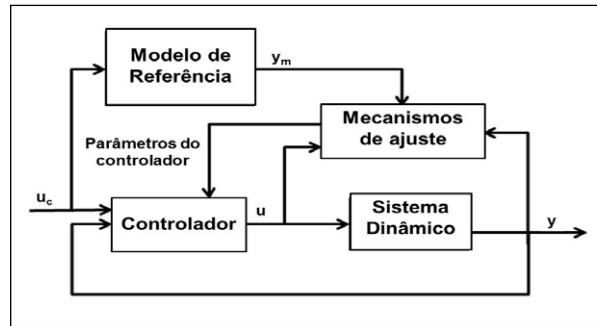 Modelo de
Referência
y_m
Mecanismos
de ajuste
Parâmetros do
controlador
u_c
Controlador
u
Sistema
Dinâmico
y